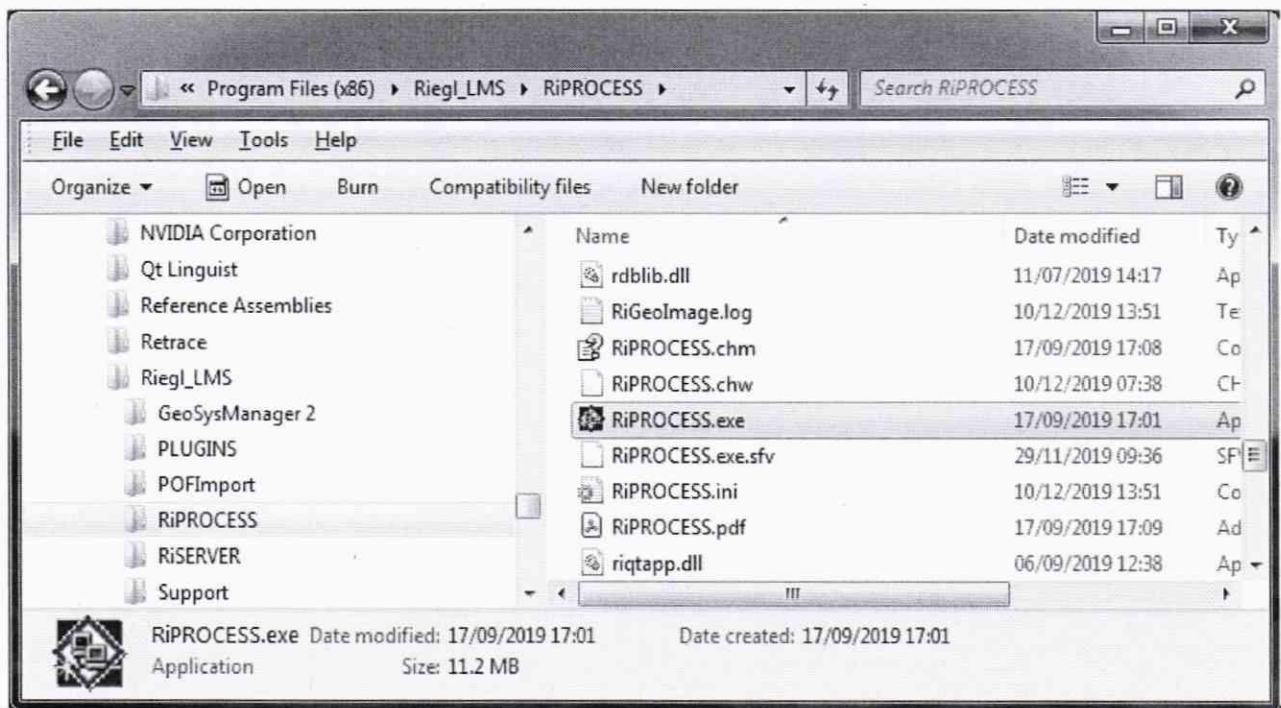 « Program Files (x86) Riegl_LMS RiPROCESS Search RiPROCESS
File Edit View Tools Help
Organize Open Burn Compatibility files New folder
NVIDIA Corporation
Qt Linguist
Reference Assemblies
Retrace
Riegl_LMS
GeoSysManager 2
PLUGINS
POFImport
RiPROCESS
RiSERVER
Support
Name Date modified Ty
rdblib.dll 11/07/2019 14:17 Ap
RiGeoImage.log 10/12/2019 13:51 Te
RiPROCESS.chm 17/09/2019 17:08 Co
RiPROCESS.chw 10/12/2019 07:38 CH
RiPROCESS.exe 17/09/2019 17:01 Ap
RiPROCESS.exe.sfv 29/11/2019 09:36 SF
RiPROCESS.ini 10/12/2019 13:51 Co
RiPROCESS.pdf 17/09/2019 17:09 Ad
riqtapp.dll 06/09/2019 12:38 Ap
RiPROCESS.exe Date modified: 17/09/2019 17:01 Date created: 17/09/2019 17:01
Application Size: 11.2 MB